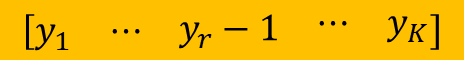 [y₁ ⋯ yᵣ − 1 ⋯ y_K]